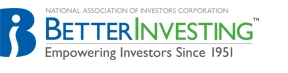 NATIONAL ASSOCIATION OF INVESTORS CORPORATION
BETTERINVESTING™
Empowering Investors Since 1951